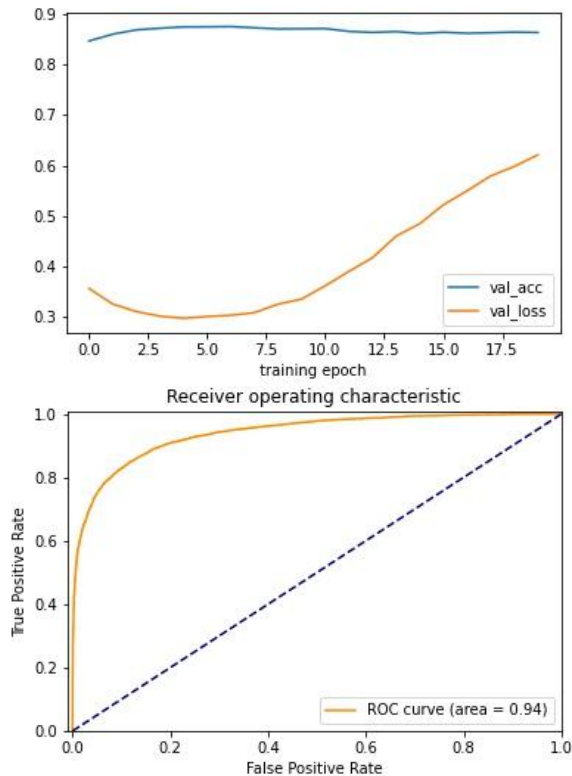 0.9
0.8
0.7
0.6
0.5
0.4
0.3
val_acc
val_loss
0.0 2.5 5.0 7.5 10.0 12.5 15.0 17.5
training epoch
Receiver operating characteristic
1.0
0.8
0.6
0.4
0.2
0.0
True Positive Rate
ROC curve (area = 0.94)
0.0 0.2 0.4 0.6 0.8 1.0
False Positive Rate